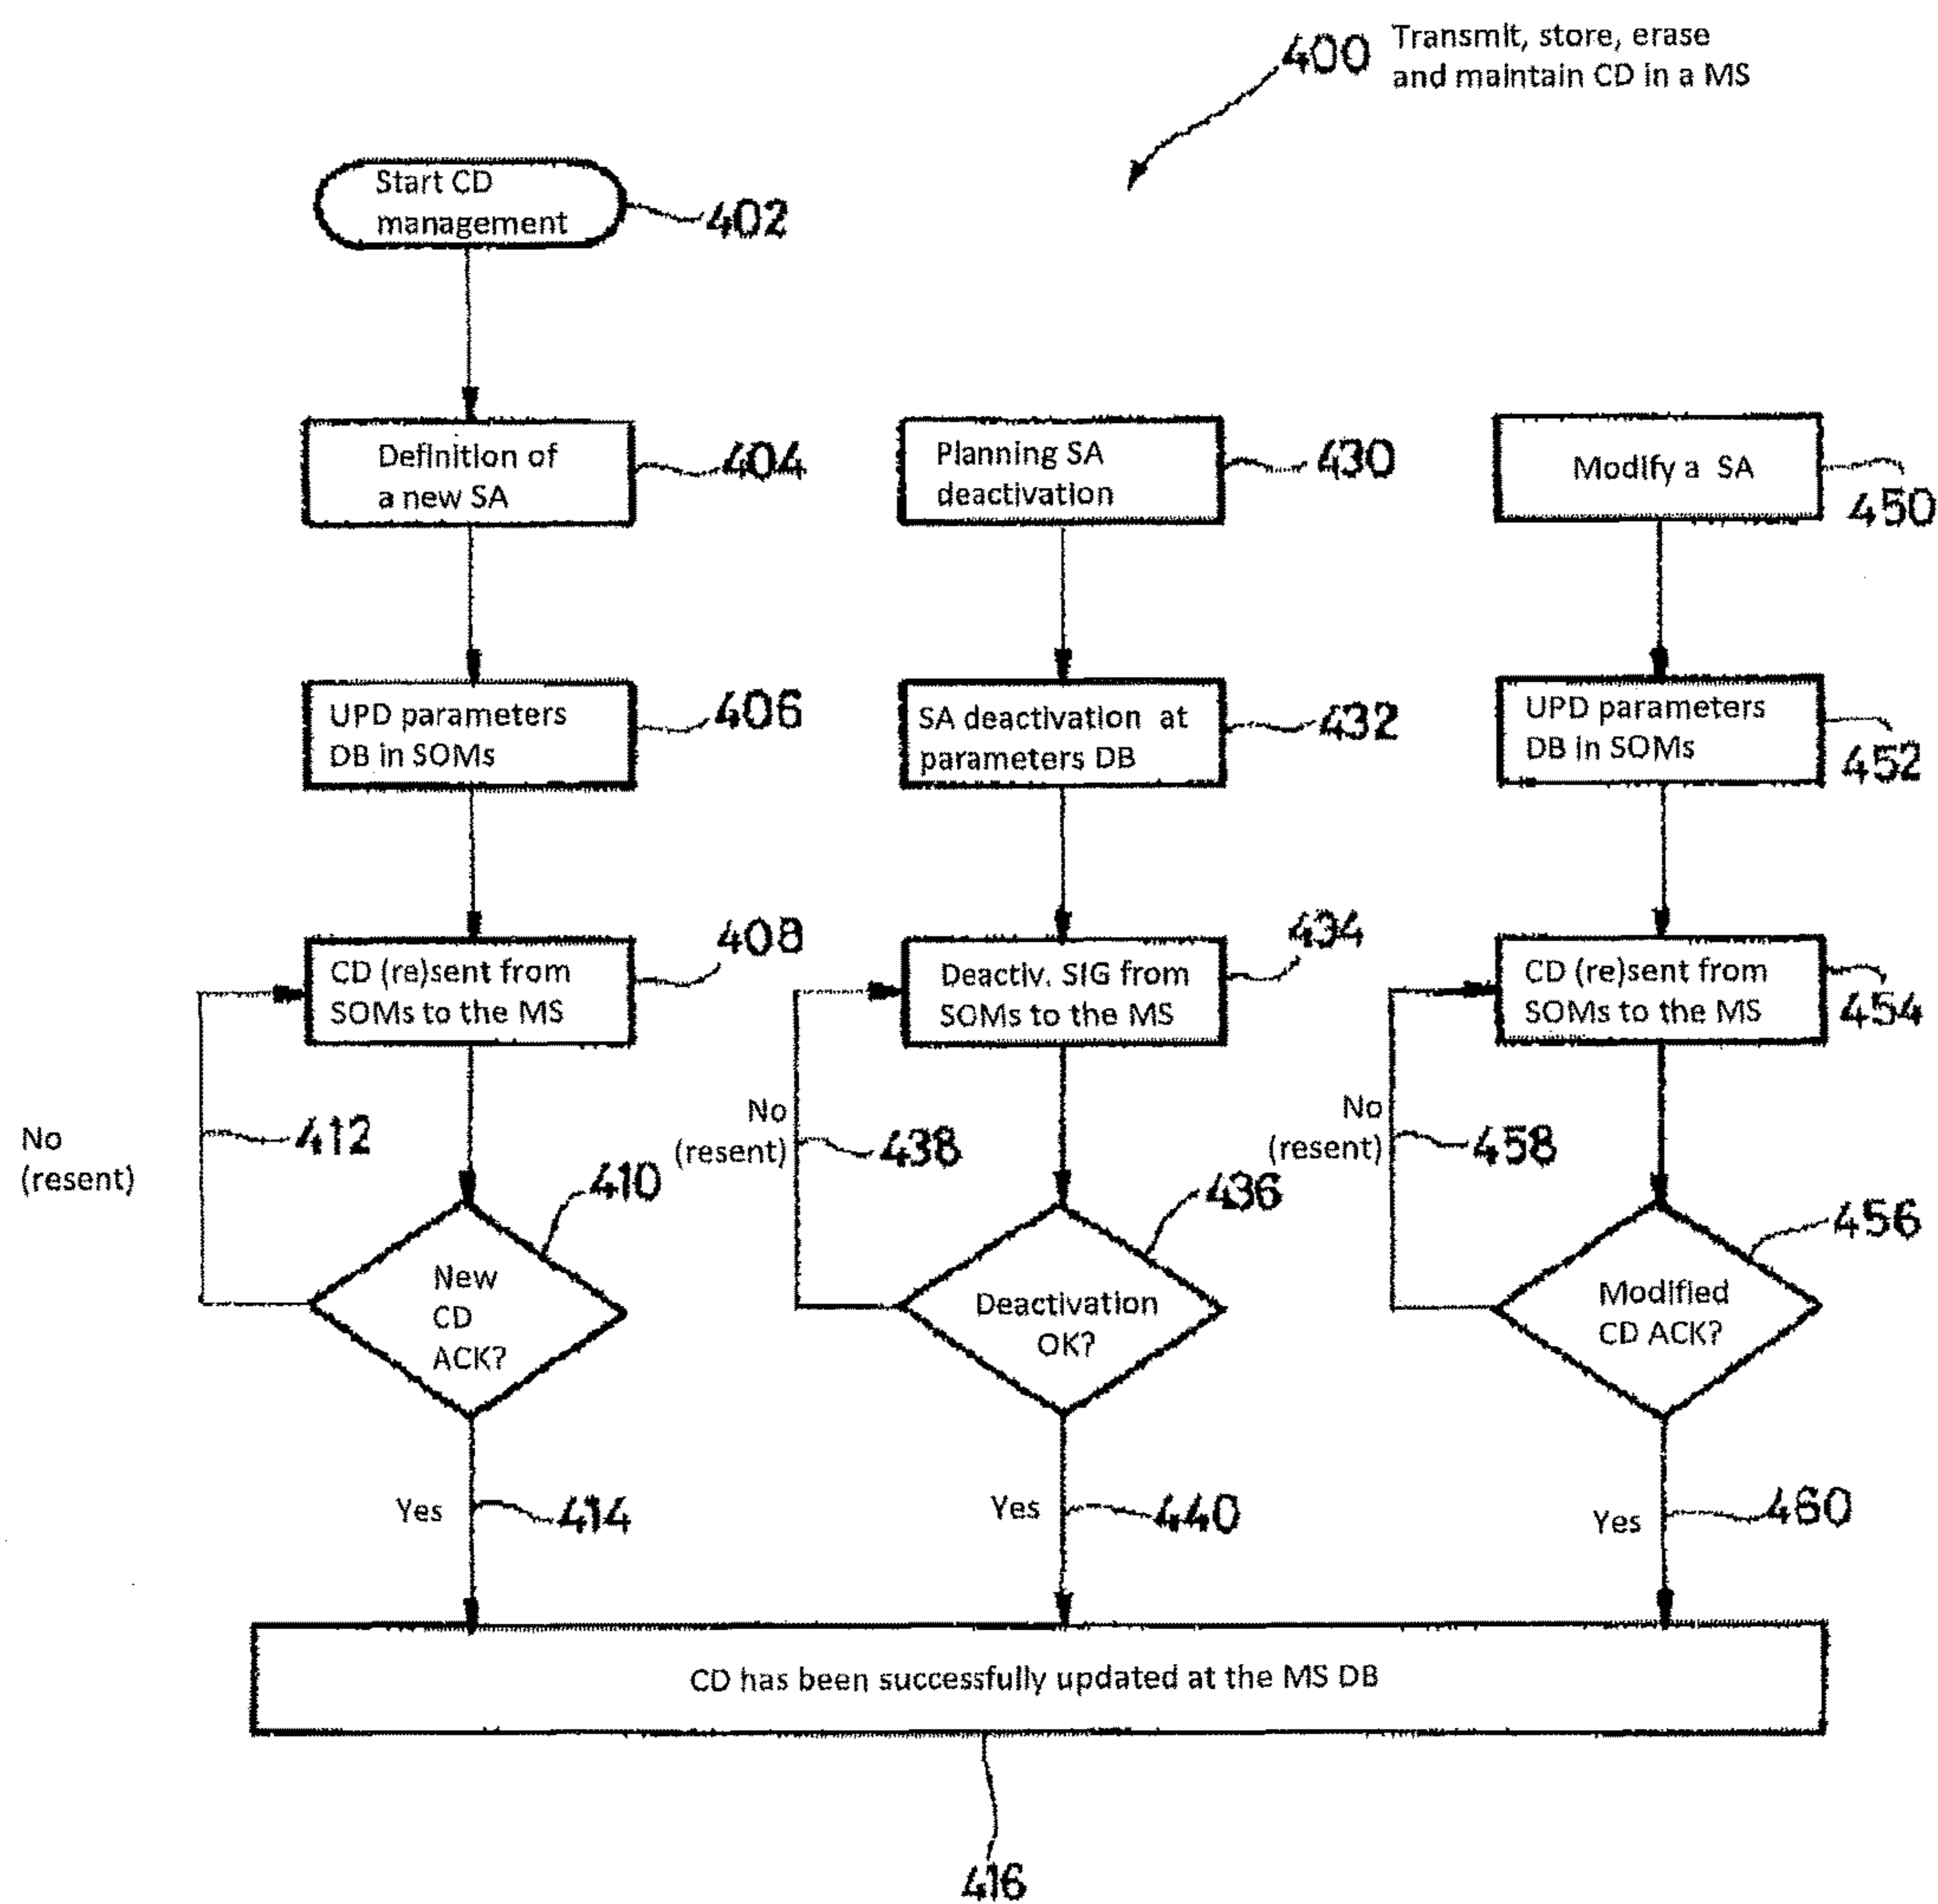 400
Transmit, store, erase
and maintain CD in a MS
Start CD
management
402
Definition of
a new SA
404
Planning SA
deactivation
430
Modify a SA
450
UPD parameters
DB in SOMs
406
SA deactivation at
parameters DB
432
UPD parameters
DB in SOMs
452
CD (re)sent from
SOMs to the MS
408
Deactiv. SIG from
SOMs to the MS
434
CD (re)sent from
SOMs to the MS
454
No
(resent)
412
No
(resent)
438
No
(resent)
458
New
CD
ACK?
410
Deactivation
OK?
436
Modified
CD ACK?
456
Yes
414
Yes
440
Yes
460
CD has been successfully updated at the MS DB
416